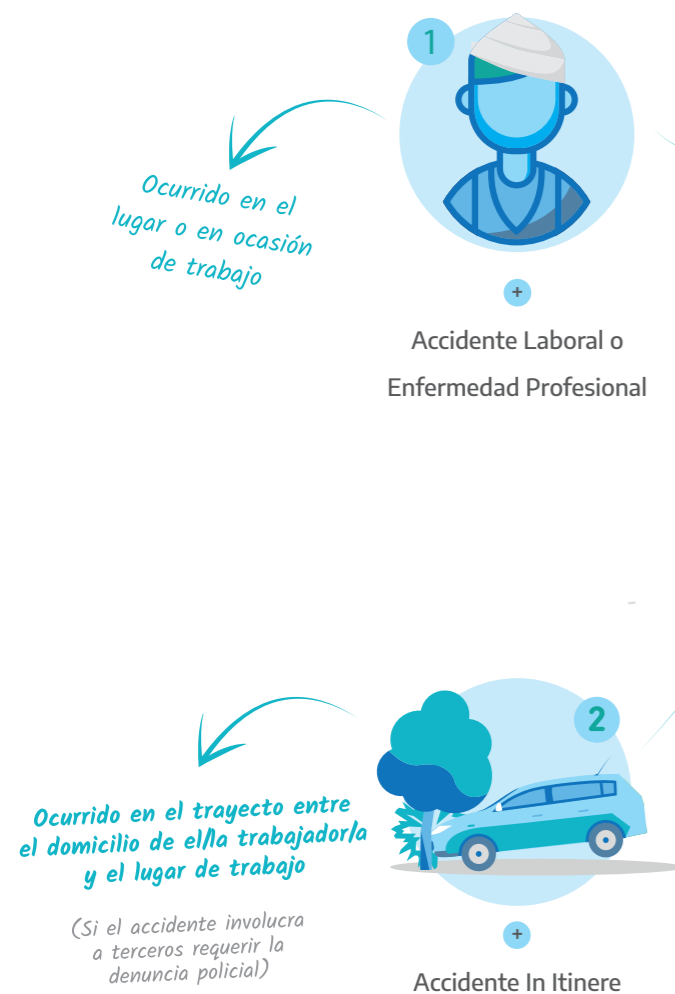 1
Ocurrido en el
lugar o en ocasión
de trabajo
+
Accidente Laboral o
Enfermedad Profesional
2
Ocurrido en el trayecto entre
el domicilio de el/la trabajador/a
y el lugar de trabajo
(Si el accidente involucra
a terceros requerir la
denuncia policial)
+
Accidente In Itinere